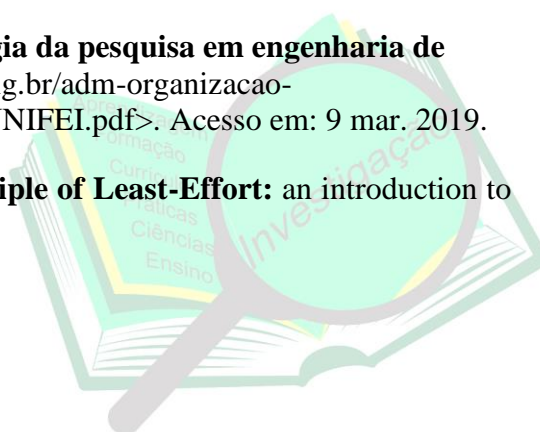 gia da pesquisa em engenharia de
g.br/adm-organizacao-
NIFEI.pdf>. Acesso em: 9 mar. 2019.
iple of Least-Effort: an introduction to
Aprendizagem
Formação
Currículo
Práticas
Ciências
Ensino
Investigação